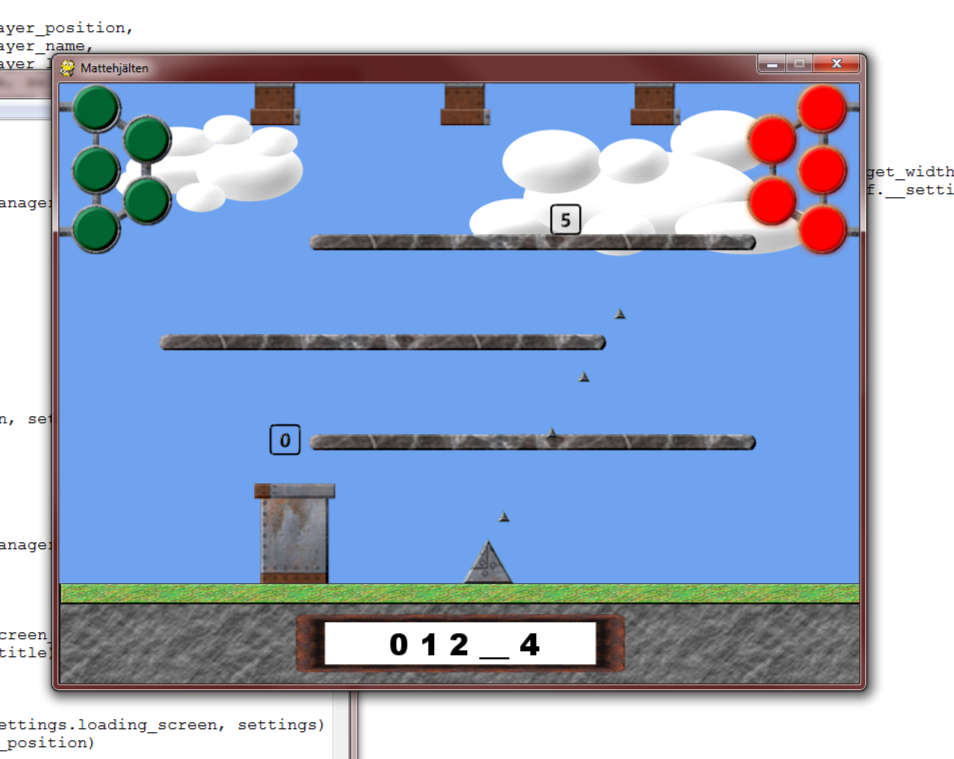 ayer_position,
ayer_name,
Mattehjälten
get_width
f.__setti
anager
5
n, set
0
anager
creen_
title)
0 1 2 __ 4
ettings.loading_screen, settings)
_position)